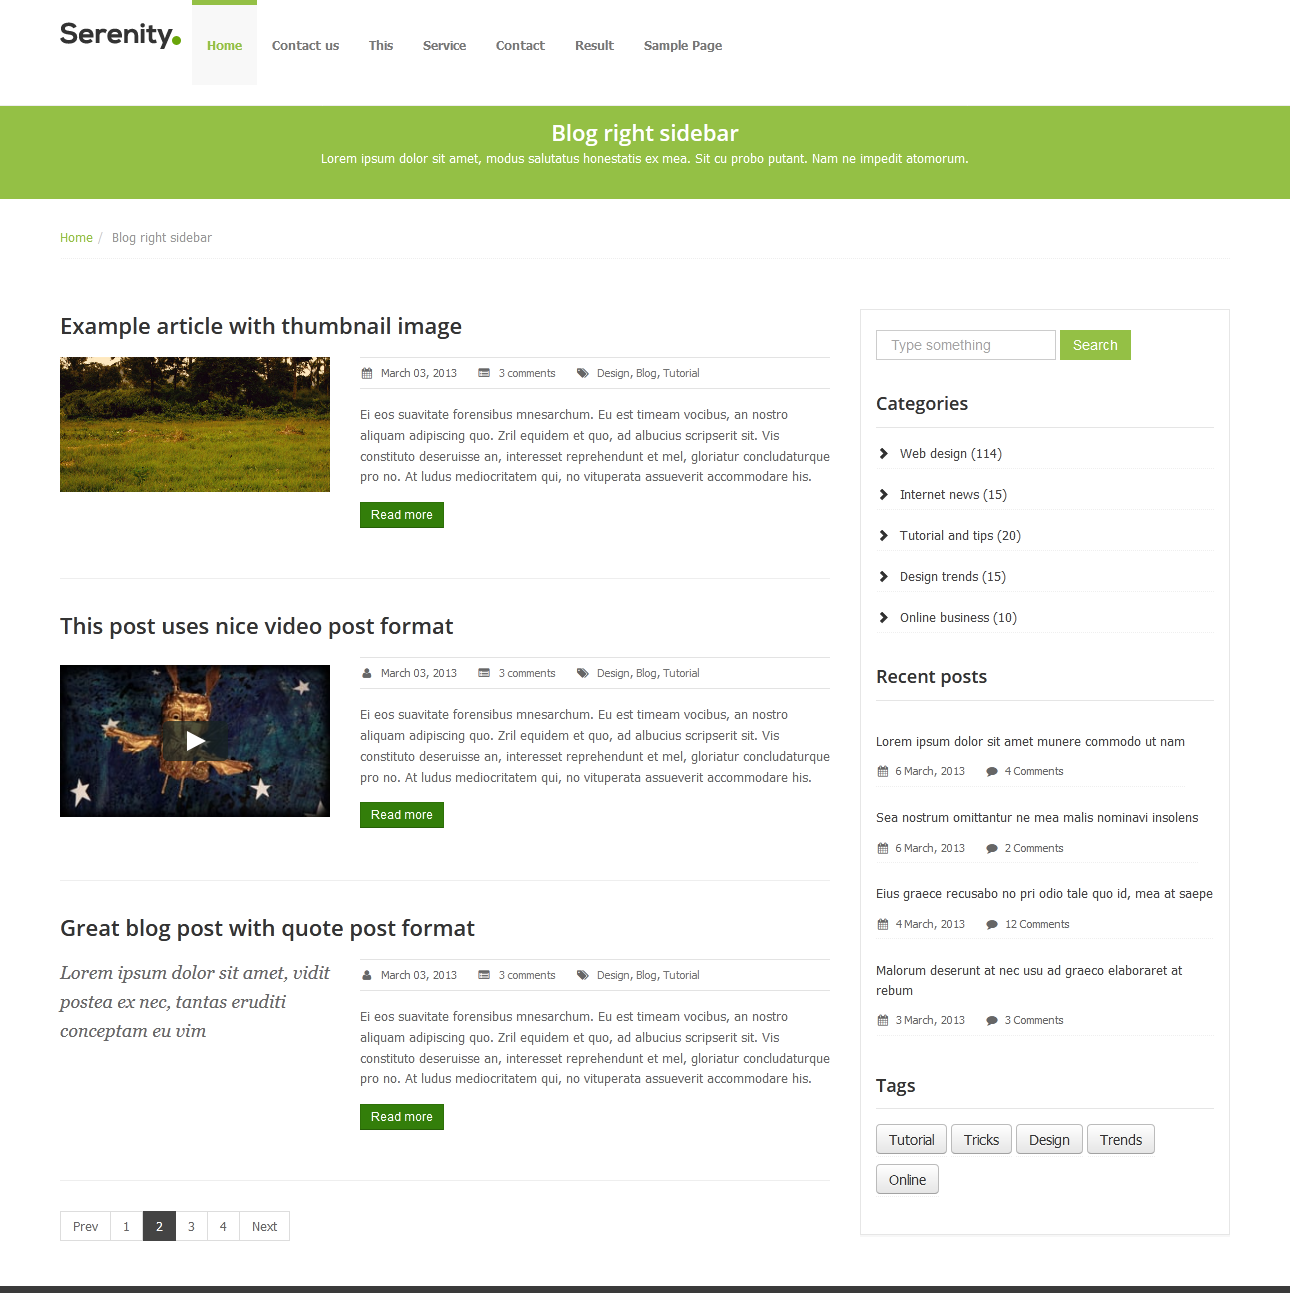 Serenity.
Home
Contact us
This
Service
Contact
Result
Sample Page
Blog right sidebar
Lorem ipsum dolor sit amet, modus salutatus honestatis ex mea. Sit cu probo putant. Nam ne impedit atomorum.
Home / Blog right sidebar
Example article with thumbnail image
March 03, 2013 3 comments Design, Blog, Tutorial
Ei eos suavitate forensibus mnesarchum. Eu est timeam vocibus, an nostro
aliquam adipiscing quo. Zril equidem et quo, ad albucius scripserit sit. Vis
constituto deseruisse an, interesset reprehendunt et mel, gloriatur concludaturque
pro no. At ludus mediocritatem qui, no vituperata assueverit accommodare his.
Read more
This post uses nice video post format
March 03, 2013 3 comments Design, Blog, Tutorial
Ei eos suavitate forensibus mnesarchum. Eu est timeam vocibus, an nostro
aliquam adipiscing quo. Zril equidem et quo, ad albucius scripserit sit. Vis
constituto deseruisse an, interesset reprehendunt et mel, gloriatur concludaturque
pro no. At ludus mediocritatem qui, no vituperata assueverit accommodare his.
Read more
Great blog post with quote post format
Lorem ipsum dolor sit amet, vidit
postea ex nec, tantas eruditi
conceptam eu vim
March 03, 2013 3 comments Design, Blog, Tutorial
Ei eos suavitate forensibus mnesarchum. Eu est timeam vocibus, an nostro
aliquam adipiscing quo. Zril equidem et quo, ad albucius scripserit sit. Vis
constituto deseruisse an, interesset reprehendunt et mel, gloriatur concludaturque
pro no. At ludus mediocritatem qui, no vituperata assueverit accommodare his.
Read more
Prev 1 2 3 4 Next
Type something Search
Categories
Web design (114)
Internet news (15)
Tutorial and tips (20)
Design trends (15)
Online business (10)
Recent posts
Lorem ipsum dolor sit amet munere commodo ut nam
6 March, 2013 4 Comments
Sea nostrum omittantur ne mea malis nominavi insolens
6 March, 2013 2 Comments
Eius graece recusabo no pri odio tale quo id, mea at saepe
4 March, 2013 12 Comments
Malorum deserunt at nec usu ad graeco elaboraret at
rebum
3 March, 2013 3 Comments
Tags
Tutorial Tricks Design Trends
Online